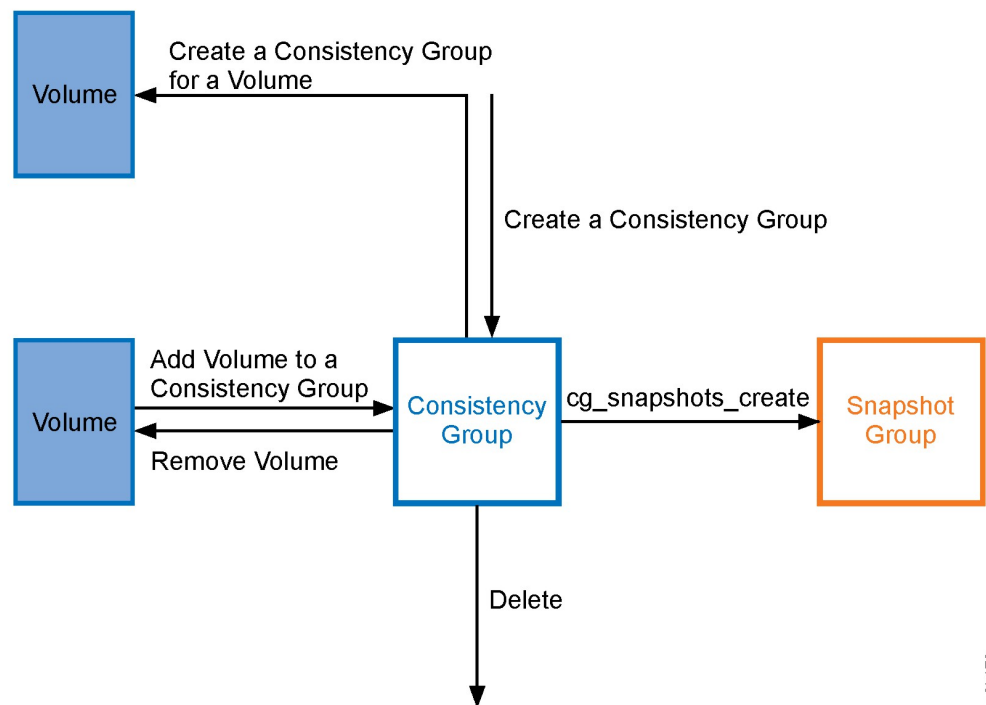 Create a Consistency Group
for a Volume
Volume
Create a Consistency Group
Add Volume to a
Consistency Group
Volume
Remove Volume
Consistency
Group
cg_snapshots_create
Snapshot
Group
Delete